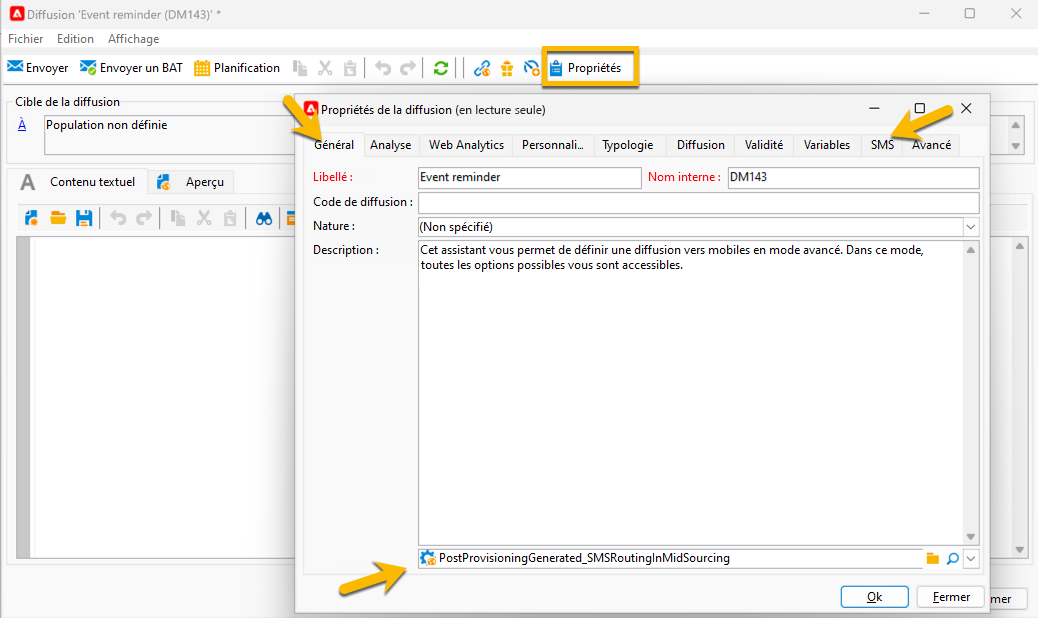 Diffusion 'Event reminder (DM143)' *
Fichier Edition Affichage
Envoyer Envoyer un BAT Planification Propriétés
Cible de la diffusion
À Population non définie
A Contenu textuel Aperçu
Propriétés de la diffusion (en lecture seule)
Général Analyse Web Analytics Personnali... Typologie Diffusion Validité Variables SMS Avancé
Libellé : Event reminder Nom interne : DM143
Code de diffusion :
Nature : (Non spécifié)
Description : Cet assistant vous permet de définir une diffusion vers mobiles en mode avancé. Dans ce mode,
toutes les options possibles vous sont accessibles.
PostProvisioningGenerated_SMSRoutingInMidSourcing
Ok Fermer mer